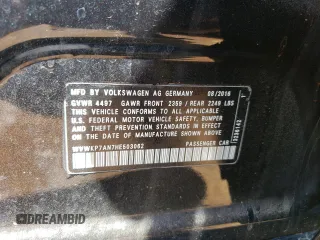 MFD BY VOLKSWAGEN AG GERMANY 08/2016
GVWR 4497 GAWR FRONT 2359 / REAR 2249 LBS
THIS VEHICLE CONFORMS TO ALL APPLICABLE
U.S. FEDERAL MOTOR VEHICLE SAFETY, BUMPER
AND THEFT PREVENTION STANDARDS IN EFFECT
ON THE DATE OF MANUFACTURE SHOWN ABOVE
WVWKP7AN7HE503062 PASSENGER CAR
AUTOBIDMASTER